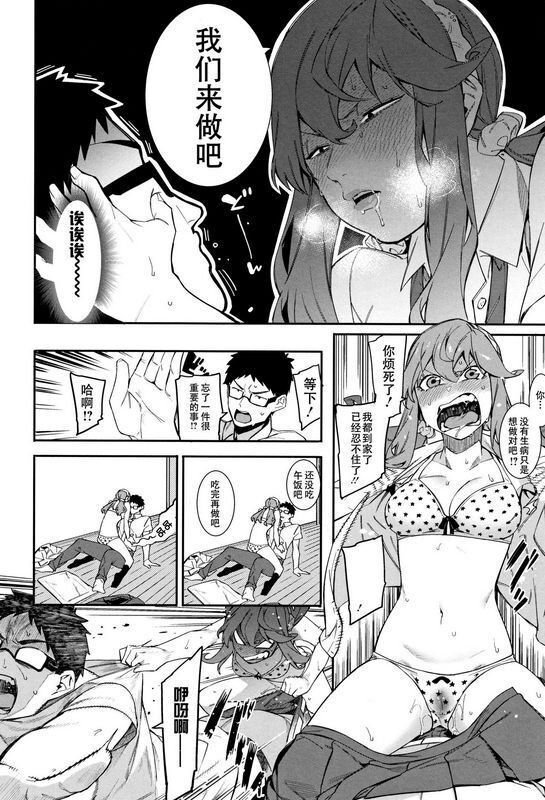 我们来做吧
诶诶诶～～～～
你烦死了！
没有生病只是
想做对吧!?
我都到家了
已经忍不住了！
等下！
忘了一件很
重要的事!?
哈啊!?
还没吃
午饭吧
吃完再做吧
咿呀啊——